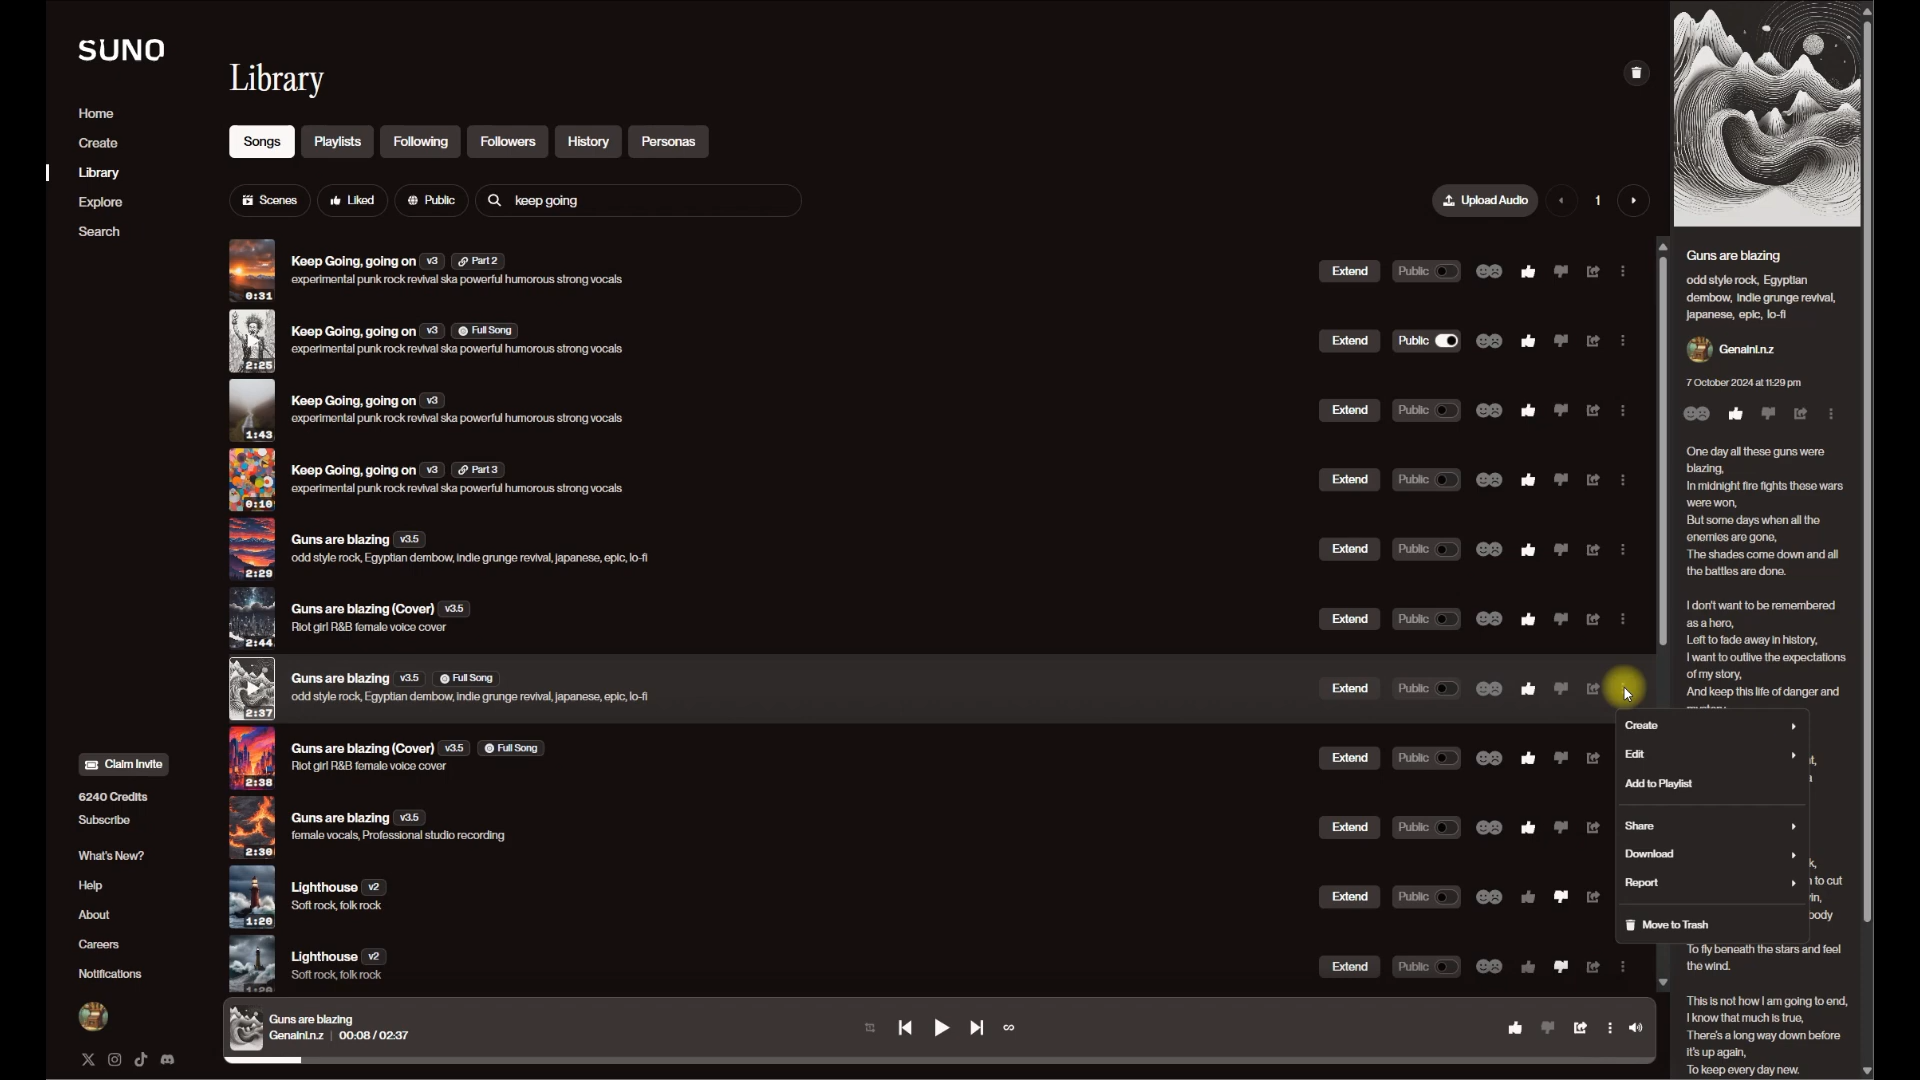 SUNO
Home
Create
Library
Explore
Search
Claim Invite
6240 Credits
Subscribe
What's New?
Help
About
Careers
Notifications
Library
Songs Playlists Following Followers History Personas
Scenes Liked Public keep going Upload Audio 1
Keep Going, going on v3 Part 2
experimental punk rock revival ska powerful humorous strong vocals
0:31 Extend Public
Keep Going, going on v3 Full Song
experimental punk rock revival ska powerful humorous strong vocals
2:25 Extend Public
Keep Going, going on v3
experimental punk rock revival ska powerful humorous strong vocals
1:43 Extend Public
Keep Going, going on v3 Part 3
experimental punk rock revival ska powerful humorous strong vocals
0:10 Extend Public
Guns are blazing v3.5
odd style rock, Egyptian dembow, indie grunge revival, japanese, epic, lo-fi
2:29 Extend Public
Guns are blazing (Cover) v3.5
Riot girl R&B female voice cover
2:44 Extend Public
Guns are blazing v3.5 Full Song
odd style rock, Egyptian dembow, indie grunge revival, japanese, epic, lo-fi
2:37 Extend Public
Guns are blazing (Cover) v3.5 Full Song
Riot girl R&B female voice cover
2:38 Extend Public
Guns are blazing v3.5
female vocals, Professional studio recording
2:30 Extend Public
Lighthouse v2
Soft rock, folk rock
1:20 Extend Public
Lighthouse v2
Soft rock, folk rock
Extend Public
Create
Edit
Add to Playlist
Share
Download
Report
Move to Trash
Guns are blazing
odd style rock, Egyptian
dembow, indie grunge revival,
japanese, epic, lo-fi
Genaini.n.z
7 October 2024 at 11:29 pm
One day all these guns were
blazing,
In midnight fire fights these wars
were won,
But some days when all the
enemies are gone,
The shades come down and all
the battles are done.
I don't want to be remembered
as a hero,
Left to fade away in history,
I want to outlive the expectations
of my story,
And keep this life of danger and
to cut
body
To fly beneath the stars and feel
the wind.
This is not how I am going to end,
I know that much is true,
There's a long way down before
it's up again,
To keep every day new.
Guns are blazing
Genaini.n.z | 00:08 / 02:37